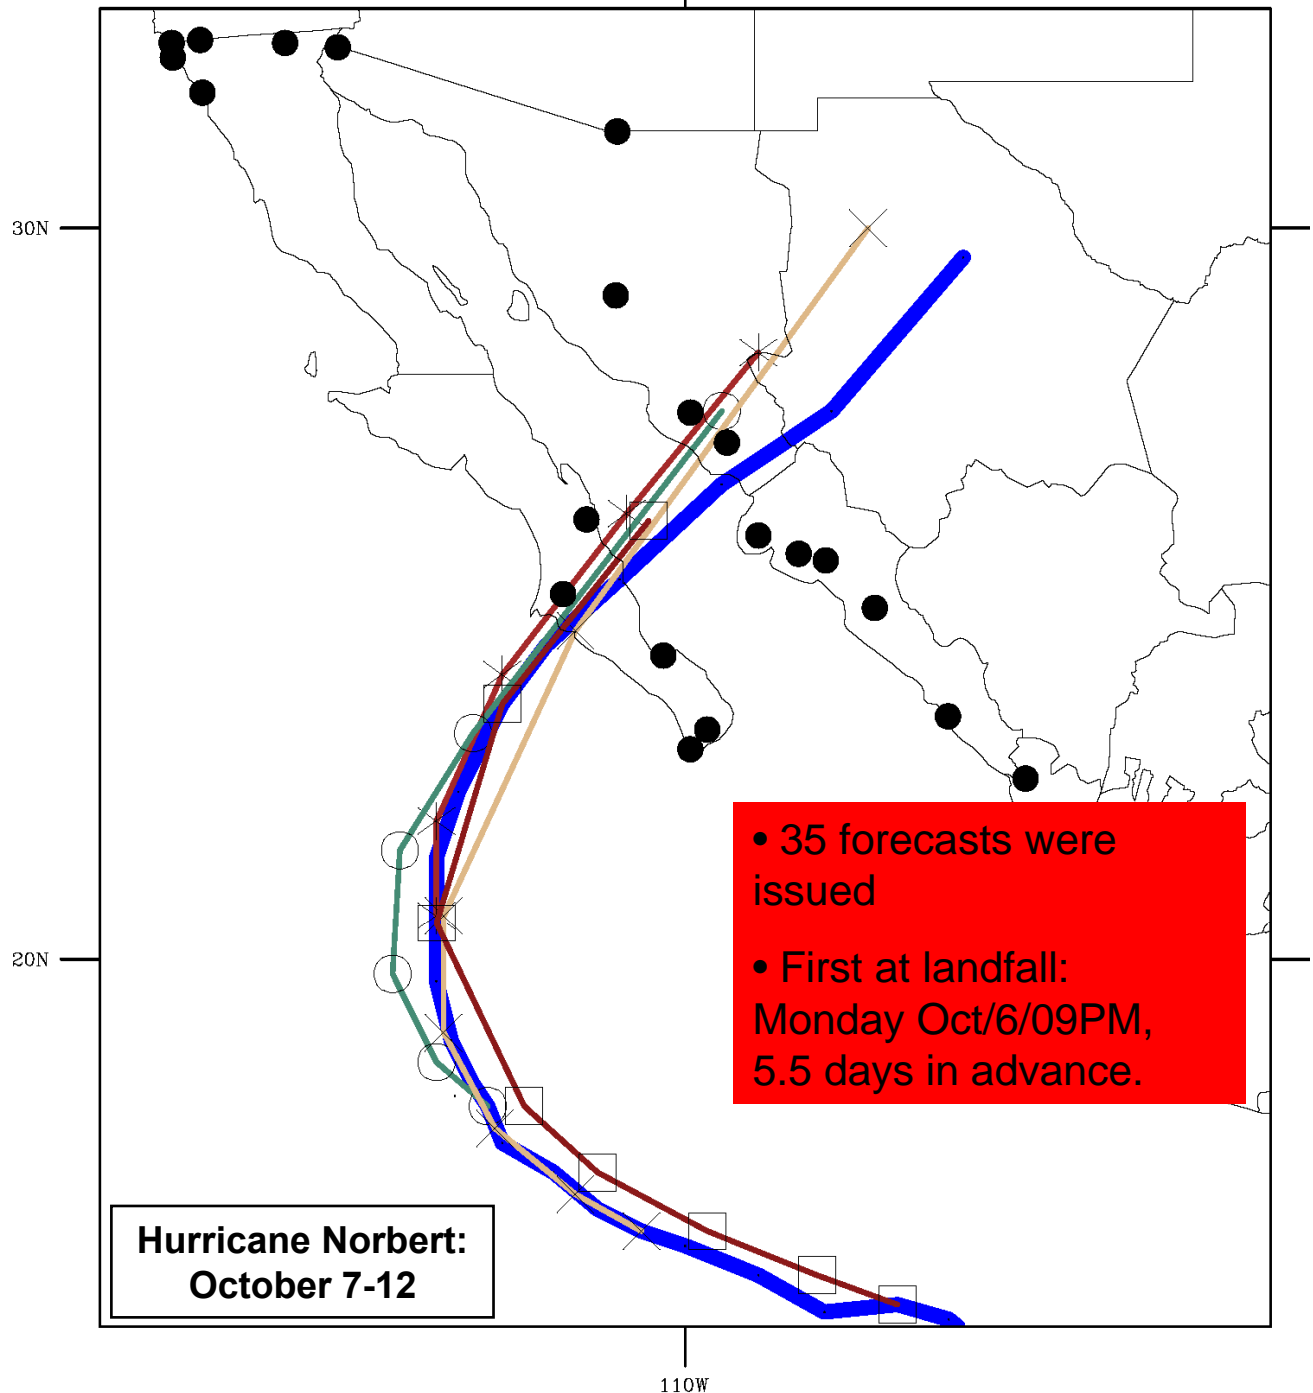 30N
20N
• 35 forecasts were
issued
• First at landfall:
Monday Oct/6/09PM,
5.5 days in advance.
Hurricane Norbert:
October 7-12
110W